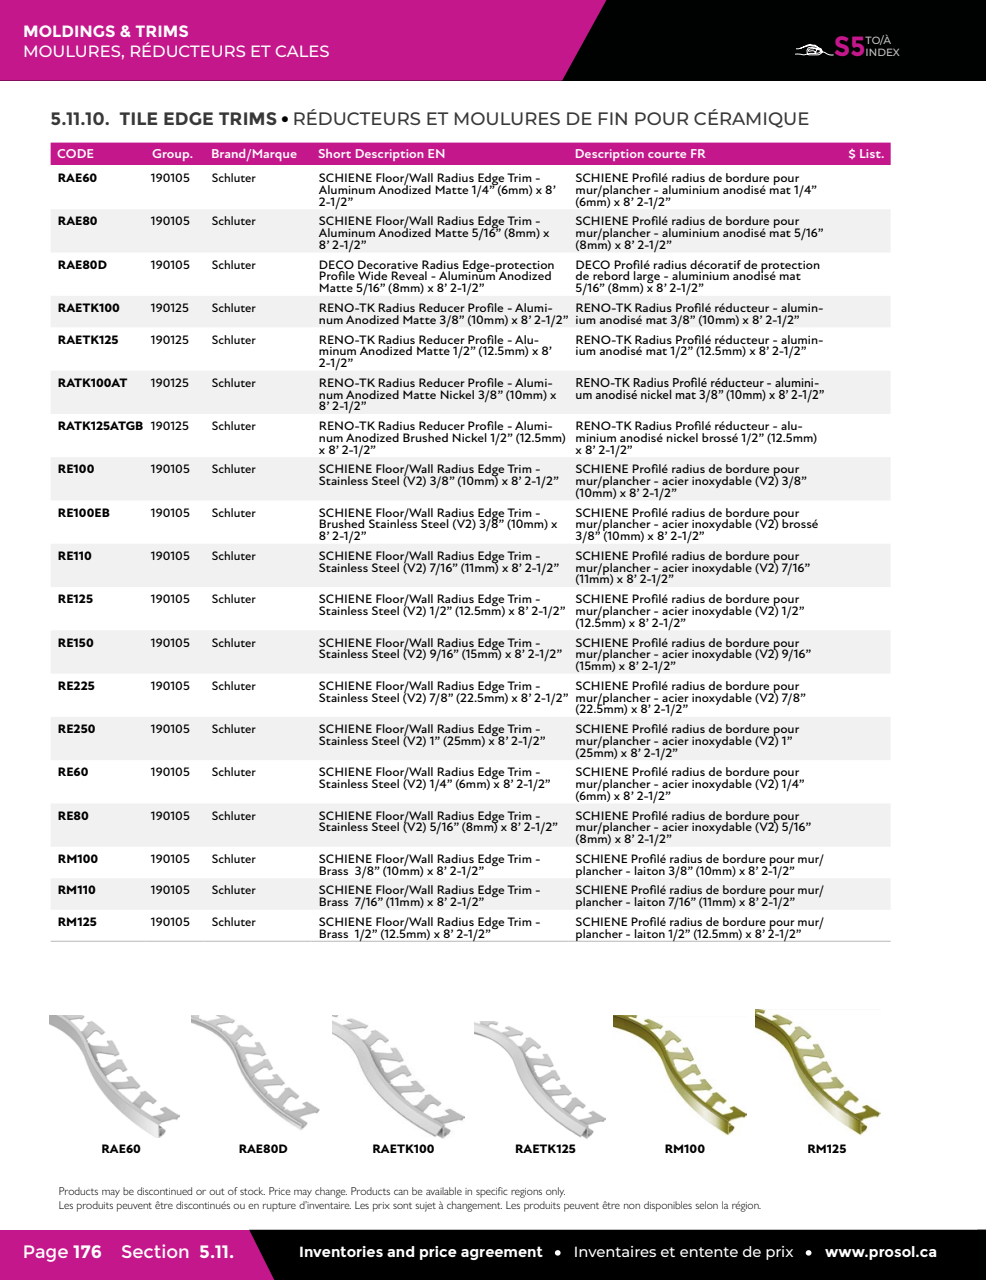 MOLDINGS & TRIMS
MOULURES, RÉDUCTEURS ET CALES
S5 TO/À INDEX
5.11.10. TILE EDGE TRIMS • RÉDUCTEURS ET MOULURES DE FIN POUR CÉRAMIQUE
CODE Group. Brand/Marque Short Description EN Description courte FR $ List.
RAE60 190105 Schluter SCHIENE Floor/Wall Radius Edge Trim - SCHIENE Profilé radius de bordure pour
Aluminum Anodized Matte 1/4” (6mm) x 8’ mur/plancher - aluminium anodisé mat 1/4”
2-1/2” (6mm) x 8’ 2-1/2”
RAE80 190105 Schluter SCHIENE Floor/Wall Radius Edge Trim - SCHIENE Profilé radius de bordure pour
Aluminum Anodized Matte 5/16” (8mm) x mur/plancher - aluminium anodisé mat 5/16”
8’ 2-1/2” (8mm) x 8’ 2-1/2”
RAE80D 190105 Schluter DECO Decorative Radius Edge-protection DECO Profilé radius décoratif de protection
Profile Wide Reveal - Aluminum Anodized de rebord large - aluminium anodisé mat
Matte 5/16” (8mm) x 8’ 2-1/2” 5/16” (8mm) x 8’ 2-1/2”
RAETK100 190125 Schluter RENO-TK Radius Reducer Profile - Alumi- RENO-TK Radius Profilé réducteur - alumin-
num Anodized Matte 3/8” (10mm) x 8’ 2-1/2” ium anodisé mat 3/8” (10mm) x 8’ 2-1/2”
RAETK125 190125 Schluter RENO-TK Radius Reducer Profile - Alu- RENO-TK Radius Profilé réducteur - alumin-
minum Anodized Matte 1/2” (12.5mm) x 8’ ium anodisé mat 1/2” (12.5mm) x 8’ 2-1/2”
2-1/2”
RATK100AT 190125 Schluter RENO-TK Radius Reducer Profile - Alumi- RENO-TK Radius Profilé réducteur - alumini-
num Anodized Matte Nickel 3/8” (10mm) x um anodisé nickel mat 3/8” (10mm) x 8’ 2-1/2”
8’ 2-1/2”
RATK125ATGB 190125 Schluter RENO-TK Radius Reducer Profile - Alumi- RENO-TK Radius Profilé réducteur - alu-
num Anodized Brushed Nickel 1/2” (12.5mm) minium anodisé nickel brossé 1/2” (12.5mm)
x 8’ 2-1/2” x 8’ 2-1/2”
RE100 190105 Schluter SCHIENE Floor/Wall Radius Edge Trim - SCHIENE Profilé radius de bordure pour
Stainless Steel (V2) 3/8” (10mm) x 8’ 2-1/2” mur/plancher - acier inoxydable (V2) 3/8”
(10mm) x 8’ 2-1/2”
RE100EB 190105 Schluter SCHIENE Floor/Wall Radius Edge Trim - SCHIENE Profilé radius de bordure pour
Brushed Stainless Steel (V2) 3/8” (10mm) x mur/plancher - acier inoxydable (V2) brossé
8’ 2-1/2” 3/8” (10mm) x 8’ 2-1/2”
RE110 190105 Schluter SCHIENE Floor/Wall Radius Edge Trim - SCHIENE Profilé radius de bordure pour
Stainless Steel (V2) 7/16” (11mm) x 8’ 2-1/2” mur/plancher - acier inoxydable (V2) 7/16”
(11mm) x 8’ 2-1/2”
RE125 190105 Schluter SCHIENE Floor/Wall Radius Edge Trim - SCHIENE Profilé radius de bordure pour
Stainless Steel (V2) 1/2” (12.5mm) x 8’ 2-1/2” mur/plancher - acier inoxydable (V2) 1/2”
(12.5mm) x 8’ 2-1/2”
RE150 190105 Schluter SCHIENE Floor/Wall Radius Edge Trim - SCHIENE Profilé radius de bordure pour
Stainless Steel (V2) 9/16” (15mm) x 8’ 2-1/2” mur/plancher - acier inoxydable (V2) 9/16”
(15mm) x 8’ 2-1/2”
RE225 190105 Schluter SCHIENE Floor/Wall Radius Edge Trim - SCHIENE Profilé radius de bordure pour
Stainless Steel (V2) 7/8” (22.5mm) x 8’ 2-1/2” mur/plancher - acier inoxydable (V2) 7/8”
(22.5mm) x 8’ 2-1/2”
RE250 190105 Schluter SCHIENE Floor/Wall Radius Edge Trim - SCHIENE Profilé radius de bordure pour
Stainless Steel (V2) 1” (25mm) x 8’ 2-1/2” mur/plancher - acier inoxydable (V2) 1”
(25mm) x 8’ 2-1/2”
RE60 190105 Schluter SCHIENE Floor/Wall Radius Edge Trim - SCHIENE Profilé radius de bordure pour
Stainless Steel (V2) 1/4” (6mm) x 8’ 2-1/2” mur/plancher - acier inoxydable (V2) 1/4”
(6mm) x 8’ 2-1/2”
RE80 190105 Schluter SCHIENE Floor/Wall Radius Edge Trim - SCHIENE Profilé radius de bordure pour
Stainless Steel (V2) 5/16” (8mm) x 8’ 2-1/2” mur/plancher - acier inoxydable (V2) 5/16”
(8mm) x 8’ 2-1/2”
RM100 190105 Schluter SCHIENE Floor/Wall Radius Edge Trim - SCHIENE Profilé radius de bordure pour mur/
Brass 3/8” (10mm) x 8’ 2-1/2” plancher - laiton 3/8” (10mm) x 8’ 2-1/2”
RM110 190105 Schluter SCHIENE Floor/Wall Radius Edge Trim - SCHIENE Profilé radius de bordure pour mur/
Brass 7/16” (11mm) x 8’ 2-1/2” plancher - laiton 7/16” (11mm) x 8’ 2-1/2”
RM125 190105 Schluter SCHIENE Floor/Wall Radius Edge Trim - SCHIENE Profilé radius de bordure pour mur/
Brass 1/2” (12.5mm) x 8’ 2-1/2” plancher - laiton 1/2” (12.5mm) x 8’ 2-1/2”
RAE60 RAE80D RAETK100 RAETK125 RM100 RM125
Products may be discontinued or out of stock. Price may change. Products can be available in specific regions only.
Les produits peuvent être discontinués ou en rupture d’inventaire. Les prix sont sujet à changement. Les produits peuvent être non disponibles selon la région.
Page 176 Section 5.11. Inventories and price agreement • Inventaires et entente de prix • www.prosol.ca